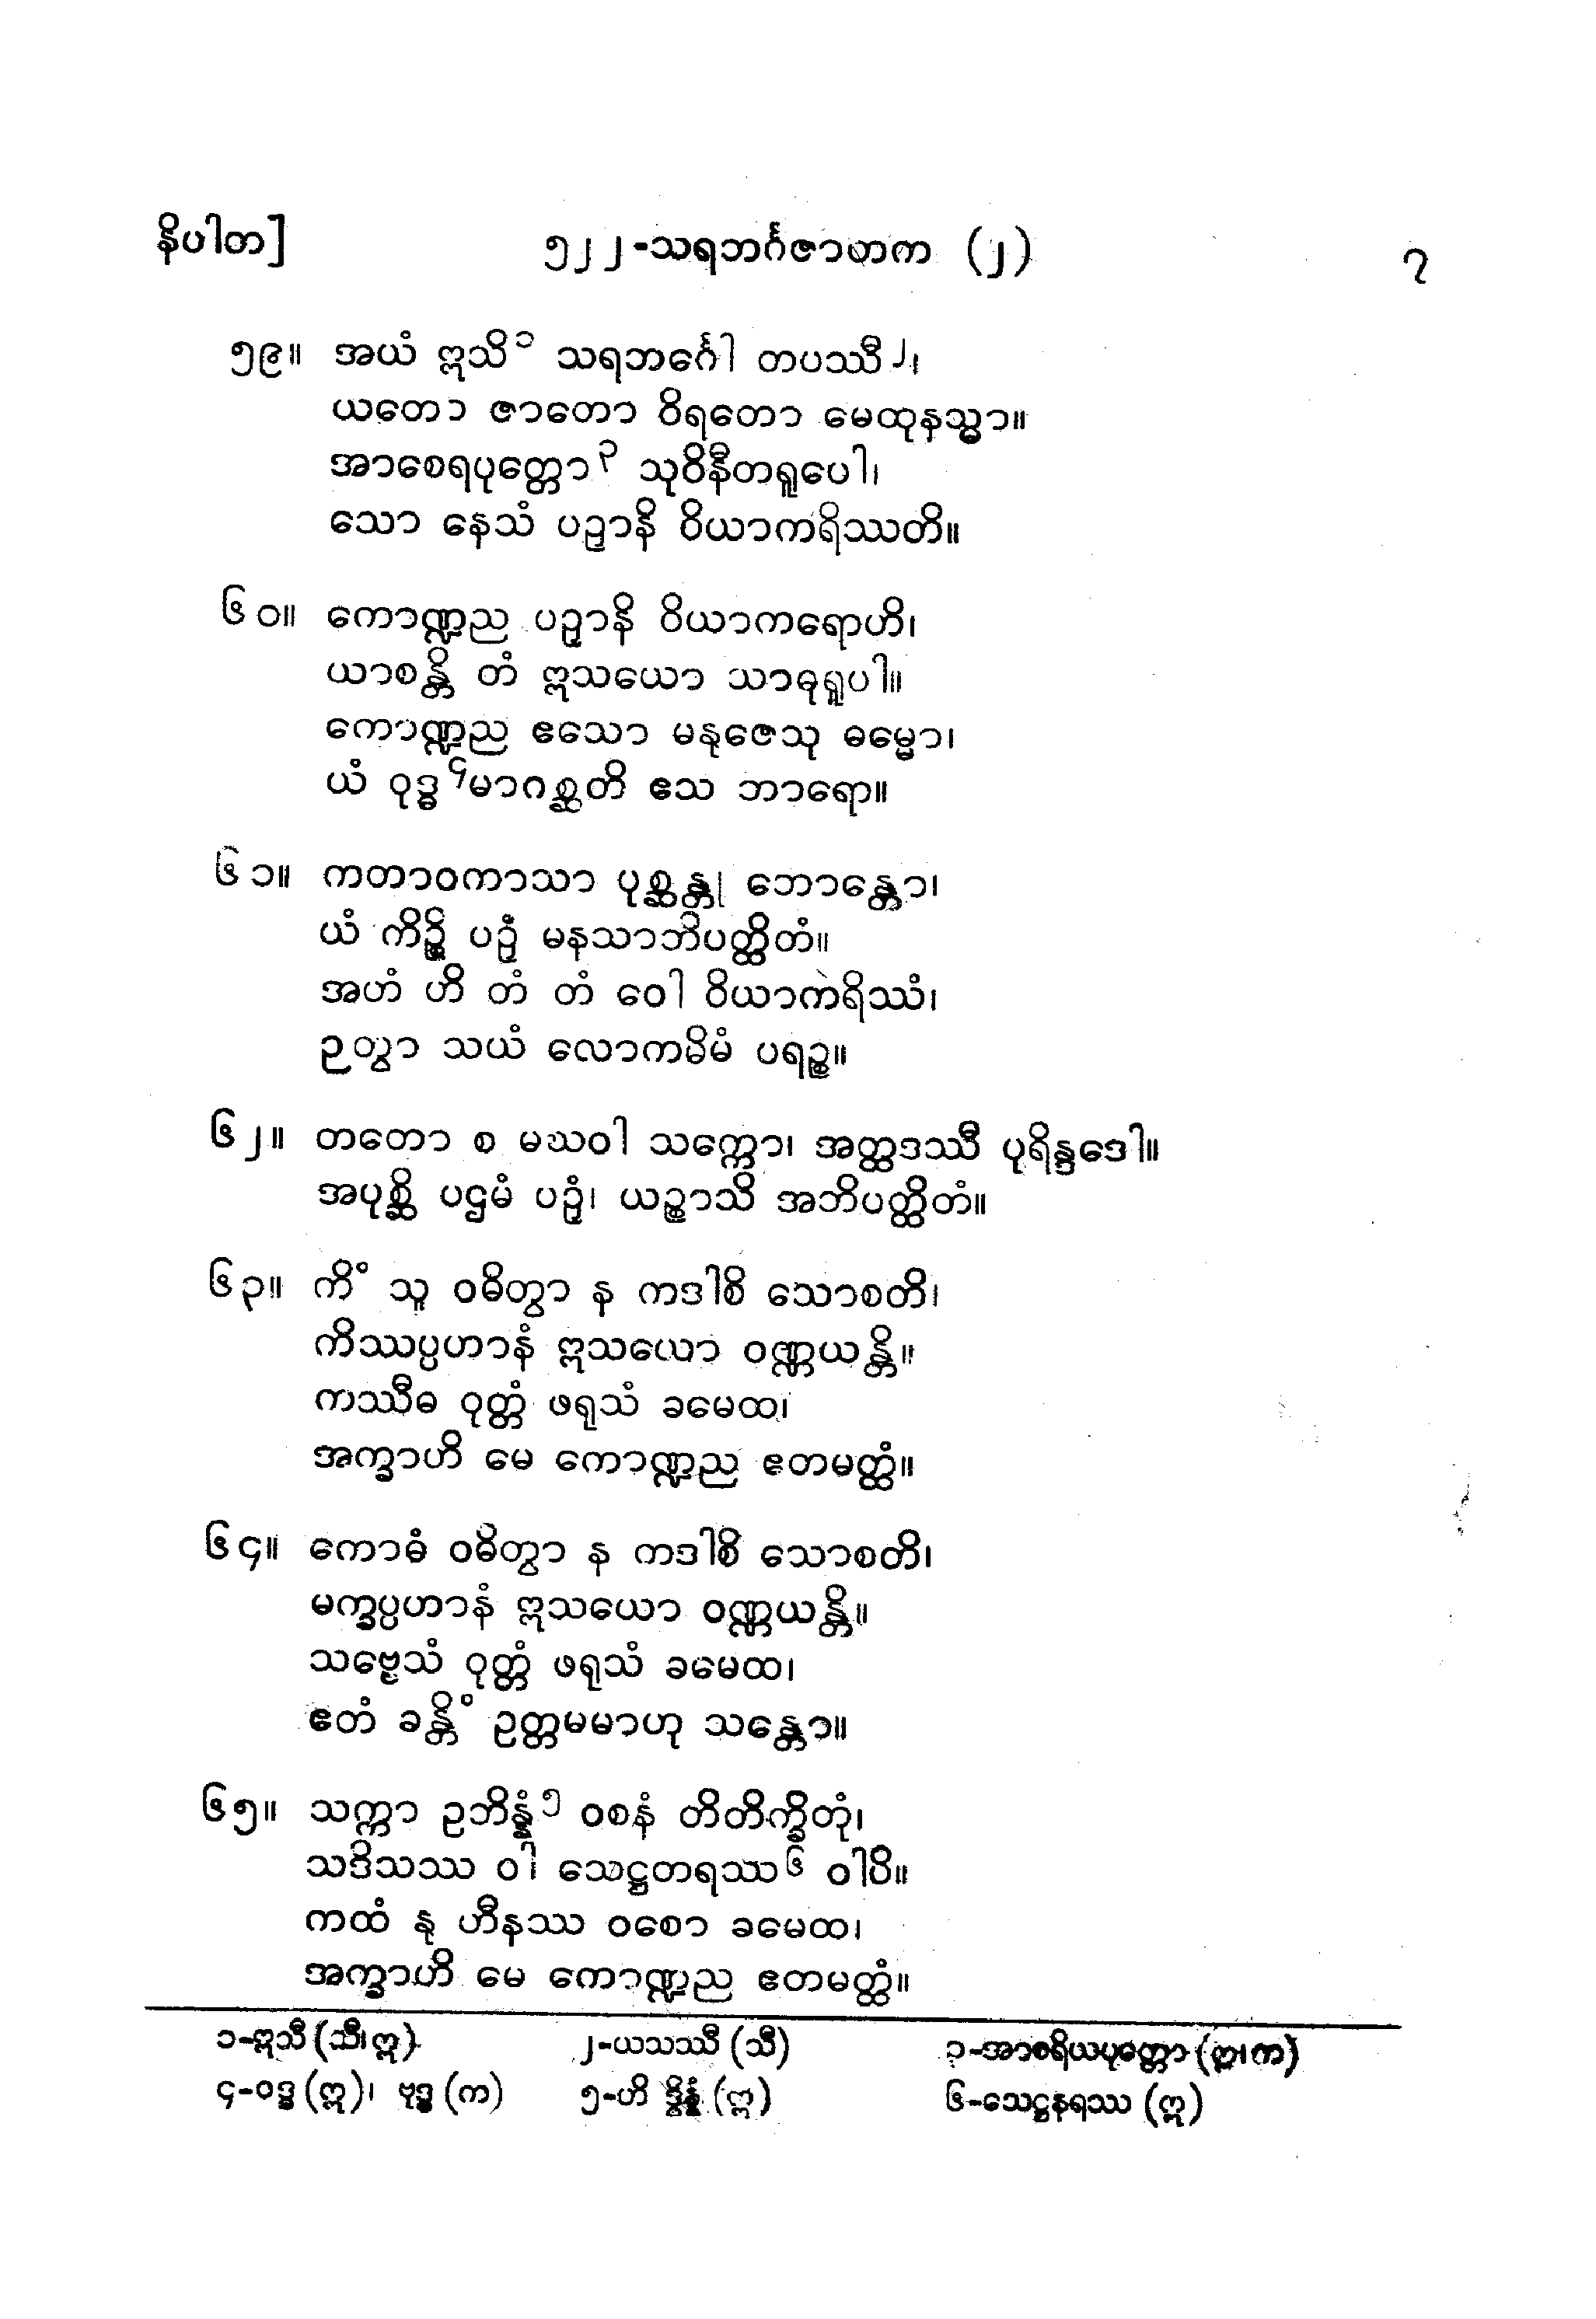 နိပါတ]
၅၂၂-သရဘင်္ဂဇာတက (၂)
၇
၅၉။ အယံ ဣသိ၁ သရဘင်္ဂေါ တပဿီ၂၊
ယတော ဇာတော ဝိရတော မေထုနသ္မာ။
အာစေရပုတ္တော၃ သုဝိနီတရူပေါ၊
သော နေသံ ပဉှာနိ ဝိယာကရိဿတိ။
၆၀။ ကောဏ္ဍည ပဉှာနိ ဝိယာကရောဟိ၊
ယာစန္တိ တံ ဣသယော သာဓုရူပါ။
ကောဏ္ဍည ဧသော မနုဇေသု ဓမ္မော၊
ယံ ဝုဒ္ဓ၄မာဂစ္ဆတိ ဧသ ဘာရော။
၆၁။ ကတာဝကာသာ ပုစ္ဆန္တု ဘောန္တော၊
ယံ ကိဉ္စိ ပဉှံ မနသာဘိပတ္ထိတံ။
အဟံ ဟိ တံ တံ ဝေါ ဝိယာကရိဿံ၊
ဉတွာ သယံ လောကမိမံ ပရဉ္စ။
၆၂။ တတော စ မဃဝါ သက္ကော၊ အတ္ထဒဿီ ပုရိန္ဒဒေါ။
အပုစ္ဆိ ပဌမံ ပဉှံ၊ ယဉ္စာသိ အဘိပတ္ထိတံ။
၆၃။ ကိံ သူ ဝဓိတွာ န ကဒါစိ သောစတိ၊
ကိဿပ္ပဟာနံ ဣသယော ဝဏ္ဏယန္တိ။
ကဿီဓ ဝုတ္တံ ဖရုသံ ခမေထ၊
အက္ခာဟိ မေ ကောဏ္ဍည ဧတမတ္ထံ။
၆၄။ ကောဓံ ဝဓိတွာ န ကဒါစိ သောစတိ၊
မက္ခပ္ပဟာနံ ဣသယော ဝဏ္ဏယန္တိ။
သဗ္ဗေသံ ဝုတ္တံ ဖရုသံ ခမေထ၊
ဧတံ ခန္တိံ ဥတ္တမမာဟု သန္တော။
၆၅။ သက္ကာ ဥဘိန္နံ၅ ဝစနံ တိတိက္ခိတုံ၊
သဒိသဿ ဝါ သေဋ္ဌတရဿ၆ ဝါပိ။
ကထံ နု ဟီနဿ ဝစော ခမေထ၊
အက္ခာဟိ မေ ကောဏ္ဍည ဧတမတ္ထံ။
၁-ဣသီ (သီ၊ဣ)
၂-ယသဿီ (သီ)
၃-အာစရိယပုတ္တော (ဣ၊က)
၄-ဝဒ္ဓ (ဣ)၊ ဗုဒ္ဓ (က)
၅-ဟိ ဒွိန္နံ (ဣ)
၆-သေဋ္ဌနရဿ (ဣ)